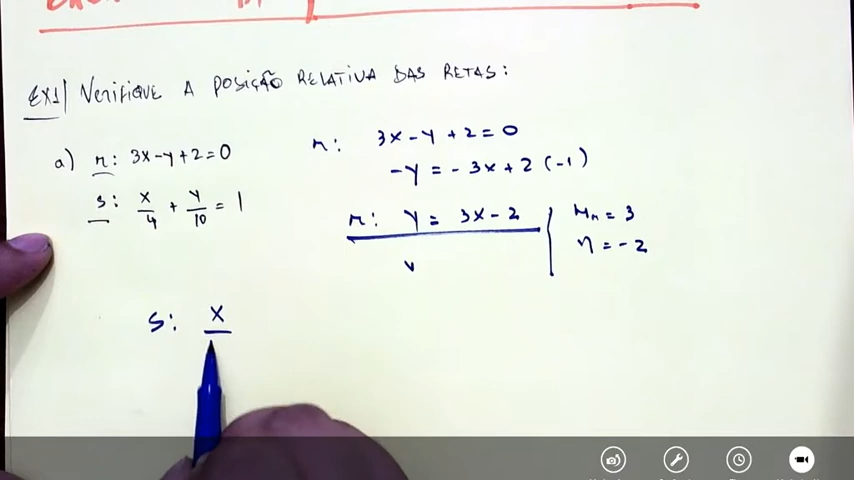 EX1| Verifique A POSIÇÃO RELATIVA DAS RETAS:
a) r: 3x-y+2=0
s: x/4 + y/10 = 1
r: 3x-y+2=0
-y = -3x+2 (-1)
r: y = 3x-2
Mr = 3
n = -2
s: x